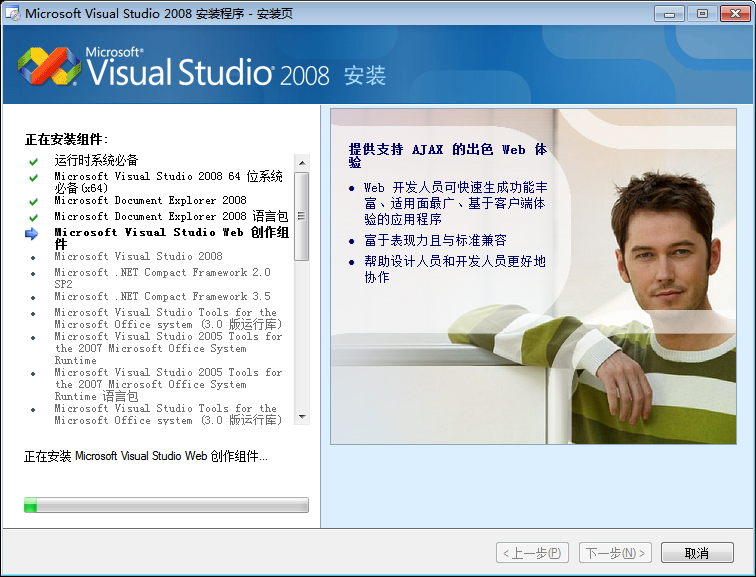 Microsoft Visual Studio 2008 安装程序 - 安装页
Microsoft®
Visual Studio® 2008 安装
正在安装组件:
运行时系统必备
Microsoft Visual Studio 2008 64 位系统
必备(x64)
Microsoft Document Explorer 2008
Microsoft Document Explorer 2008 语言包
Microsoft Visual Studio Web 创作组
件
Microsoft Visual Studio 2008
Microsoft .NET Compact Framework 2.0
SP2
Microsoft .NET Compact Framework 3.5
Microsoft Visual Studio Tools for the
Microsoft Office system (3.0 版运行库)
Microsoft Visual Studio 2005 Tools for
the 2007 Microsoft Office System
Runtime
Microsoft Visual Studio 2005 Tools for
the 2007 Microsoft Office System
Runtime 语言包
Microsoft Visual Studio Tools for the
Microsoft Office system (3.0 版运行库)
正在安装 Microsoft Visual Studio Web 创作组件...
提供支持 AJAX 的出色 Web 体
验
• Web 开发人员可快速生成功能丰
富、适用面最广、基于客户端体
验的应用程序
• 富于表现力且与标准兼容
• 帮助设计人员和开发人员更好地
协作
< 上一步(P)
下一步(N) >
取消